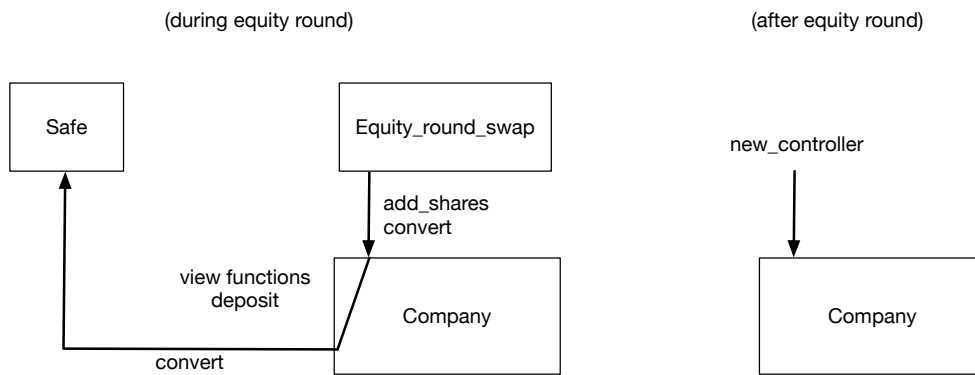 (during equity round)
(after equity round)
Safe
Equity_round_swap
new_controller
add_shares
convert
view functions
deposit
Company
Company
convert